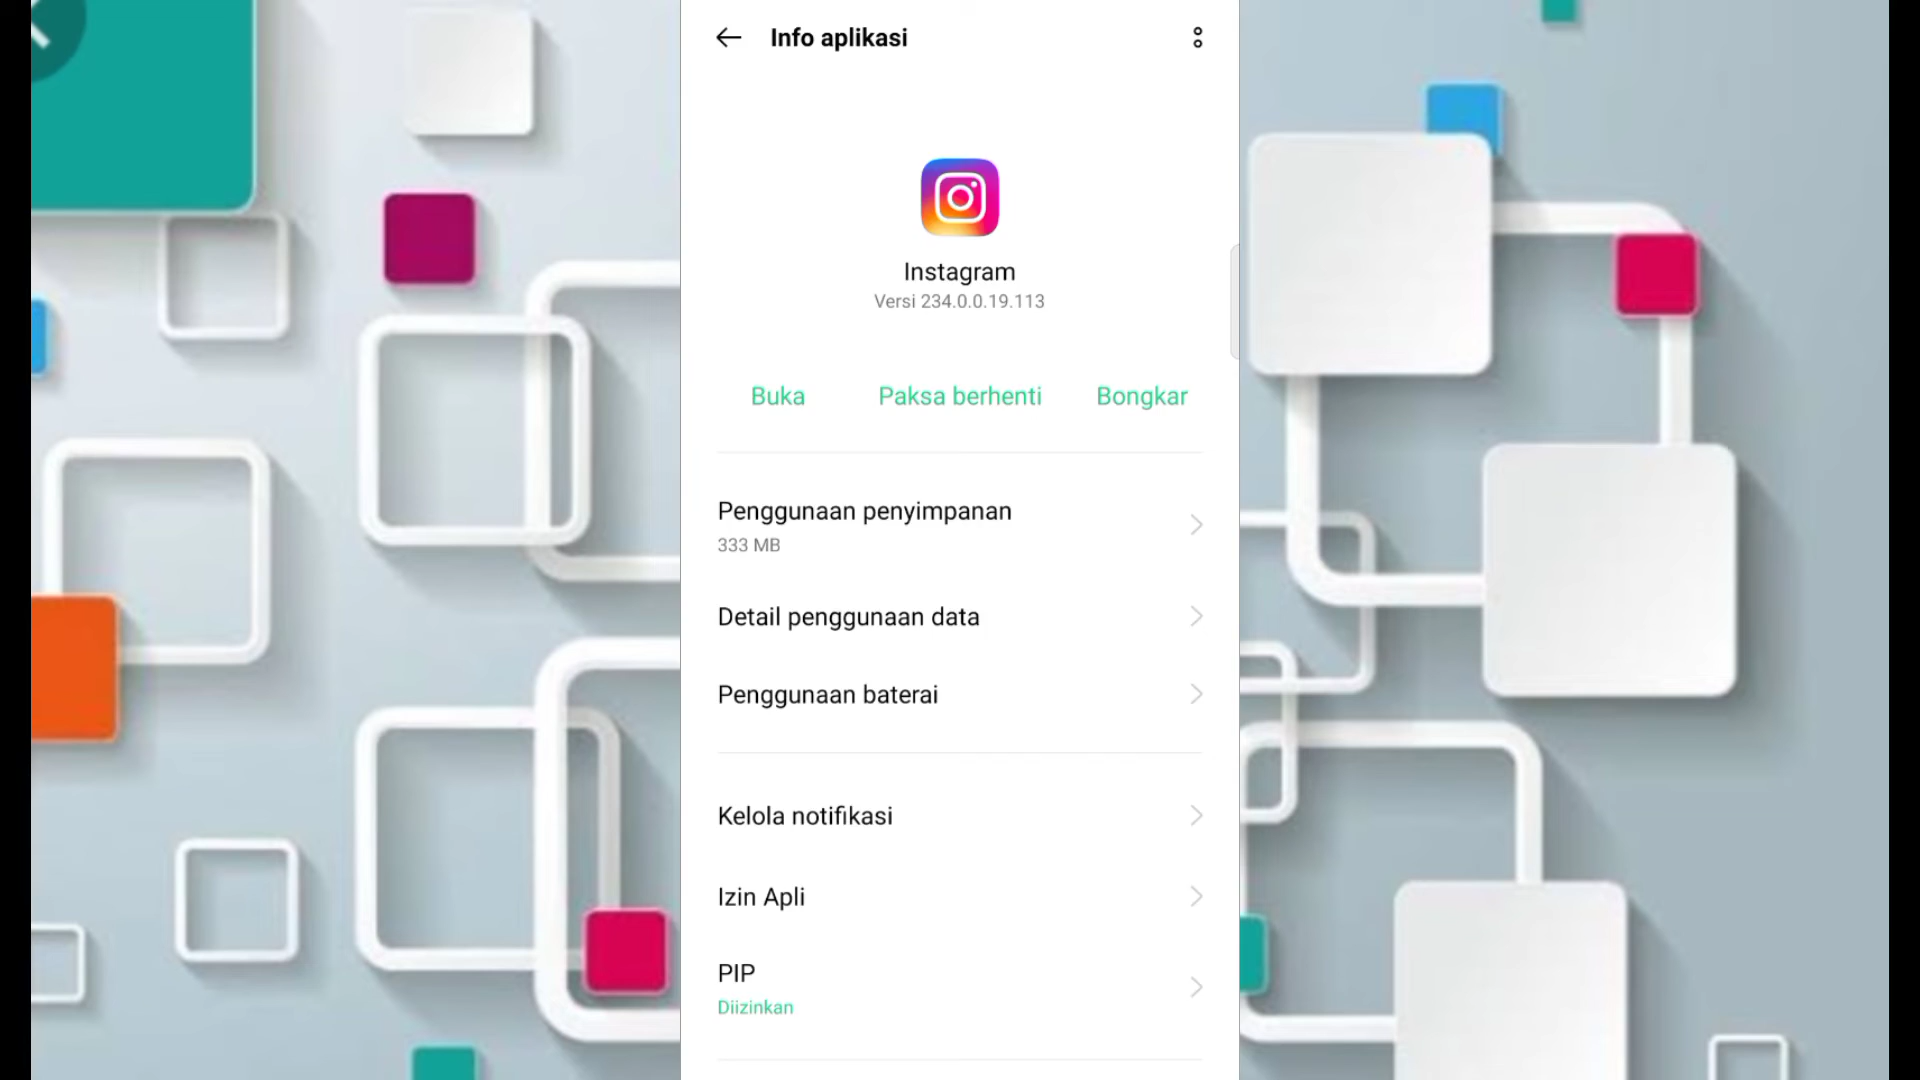 Info aplikasi
Instagram
Versi 234.0.0.19.113
Buka Paksa berhenti Bongkar
Penggunaan penyimpanan
333 MB
Detail penggunaan data
Penggunaan baterai
Kelola notifikasi
Izin Apli
PIP
Diizinkan